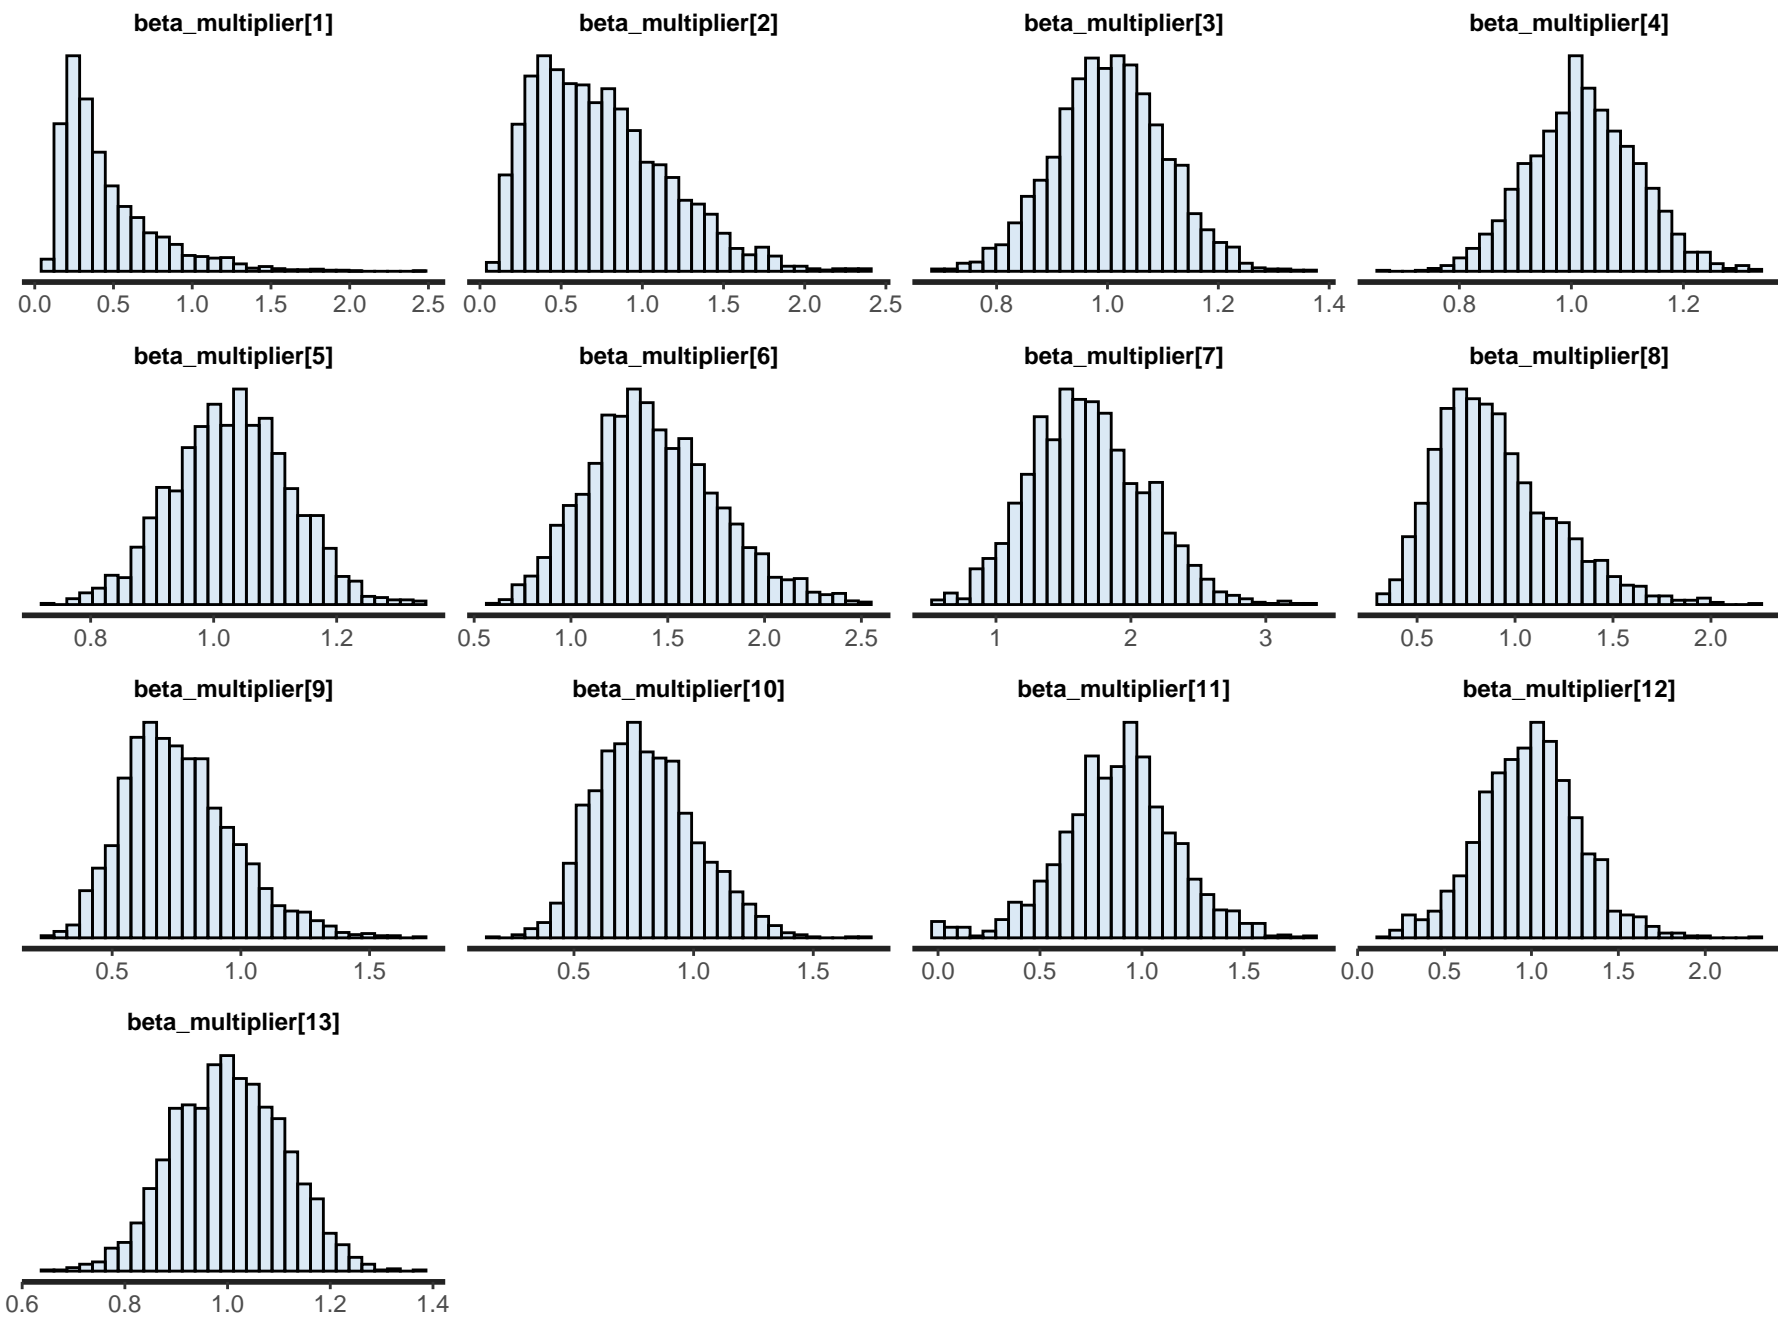 beta_multiplier[1] beta_multiplier[2] beta_multiplier[3] beta_multiplier[4]
0.0 0.5 1.0 1.5 2.0 2.5 0.0 0.5 1.0 1.5 2.0 2.5 0.8 1.0 1.2 1.4 0.8 1.0 1.2
beta_multiplier[5] beta_multiplier[6] beta_multiplier[7] beta_multiplier[8]
0.8 1.0 1.2 0.5 1.0 1.5 2.0 2.5 1 2 3 0.5 1.0 1.5 2.0
beta_multiplier[9] beta_multiplier[10] beta_multiplier[11] beta_multiplier[12]
0.5 1.0 1.5 0.5 1.0 1.5 0.0 0.5 1.0 1.5 0.0 0.5 1.0 1.5 2.0
beta_multiplier[13]
0.6 0.8 1.0 1.2 1.4